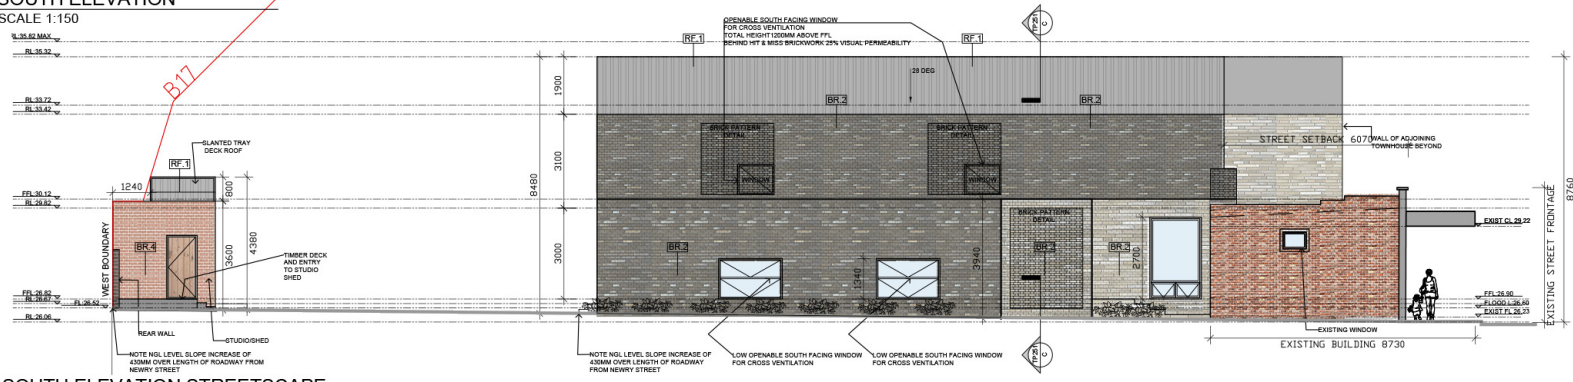 SOUTH ELEVATION
SCALE 1:150
RL:35.82 MAX
RL:35.32
RL:33.72
RL:33.42
FFL:30.12
RL:29.82
FFL:26.82
RL:26.67
FL:26.52
RL:26.06
B17
SLANTED TRAY
DECK ROOF
RF.1
1240
800
3600
4380
WEST BOUNDARY
BR.4
TIMBER DECK
AND ENTRY
TO STUDIO
SHED
REAR WALL
STUDIO/SHED
NOTE NGL LEVEL SLOPE INCREASE OF
430MM OVER LENGTH OF ROADWAY FROM
NEWRY STREET
OPENABLE SOUTH FACING WINDOW
FOR CROSS VENTILATION
TOTAL HEIGHT1200MM ABOVE FFL
BEHIND HIT & MISS BRICKWORK 25% VISUAL PERMEABILITY
RF.1
RF.1
TP251
C
28 DEG
1900
3100
3000
8480
BR.2
BR.2
BRICK PATTERN
DETAIL
BRICK PATTERN
DETAIL
WINDOW
WINDOW
STREET SETBACK 6070
WALL OF ADJOINING
TOWNHOUSE BEYOND
BR.2
1340
3940
BRICK PATTERN
DETAIL
BR.2
BR.2
2700
EXIST CL 29.22
FFL:26.90
FLOOD L:26.60
EXIST FL 26.23
EXISTING STREET FRONTAGE
8760
EXISTING WINDOW
EXISTING BUILDING 8730
NOTE NGL LEVEL SLOPE INCREASE OF
430MM OVER LENGTH OF ROADWAY
FROM NEWRY STREET
LOW OPENABLE SOUTH FACING WINDOW
FOR CROSS VENTILATION
LOW OPENABLE SOUTH FACING WINDOW
FOR CROSS VENTILATION
TP251
C
SOUTH ELEVATION STREETSCAPE